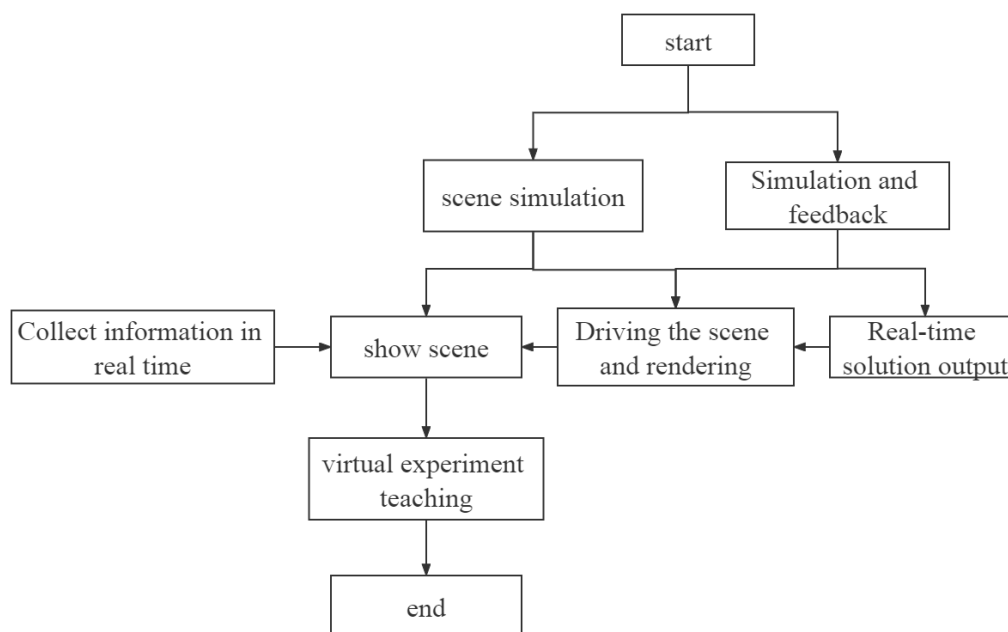 start
scene simulation
Simulation and
feedback
Collect information in
real time
show scene
Driving the scene
and rendering
Real-time
solution output
virtual experiment
teaching
end